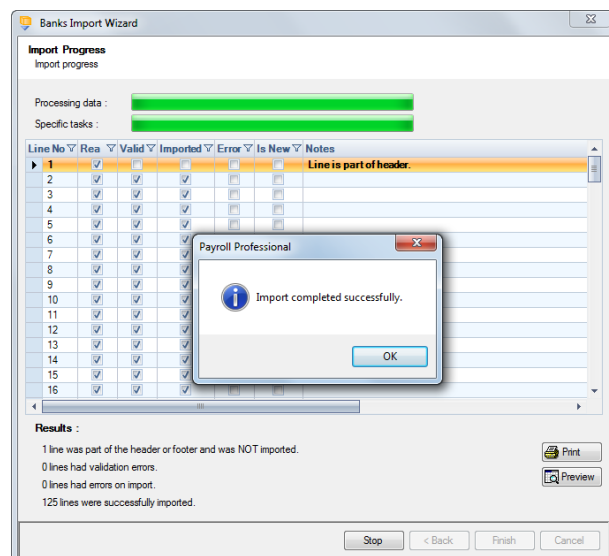 Banks Import Wizard
Import Progress
Import progress
Processing data :
Specific tasks :
Line No Rea Valid Imported Error Is New Notes
1 Line is part of header.
2
3
4
5
6
7
8
9
10
11
12
13
14
15
16
Payroll Professional
Import completed successfully.
OK
Results :
1 line was part of the header or footer and was NOT imported.
0 lines had validation errors.
0 lines had errors on import.
125 lines were successfully imported.
Print
Preview
Stop < Back Finish Cancel